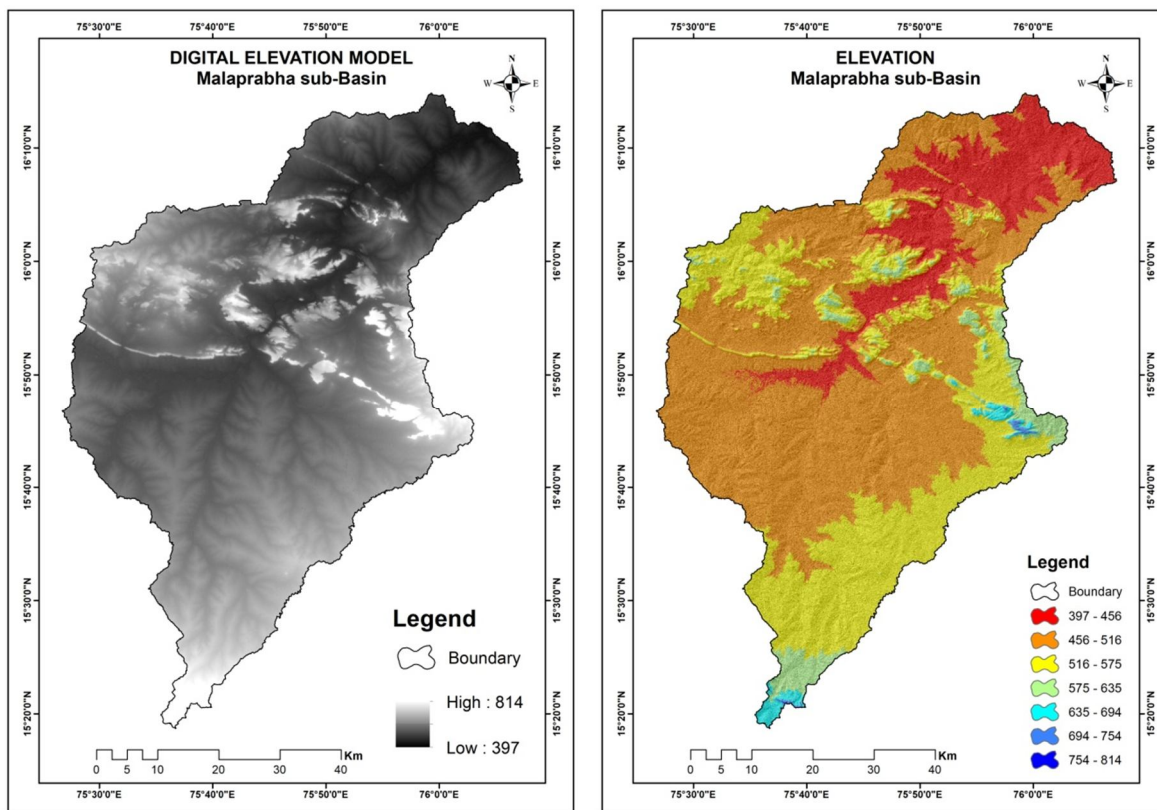 75°30'0"E 75°40'0"E 75°50'0"E 76°0'0"E
DIGITAL ELEVATION MODEL
Malaprabha sub-Basin
N
W E
S
16°10'0"N
16°0'0"N
15°50'0"N
15°40'0"N
15°30'0"N
15°20'0"N
16°10'0"N
16°0'0"N
15°50'0"N
15°40'0"N
15°30'0"N
15°20'0"N
Legend
Boundary
High : 814
Low : 397
Km
0 5 10 20 30 40
75°30'0"E 75°40'0"E 75°50'0"E 76°0'0"E
75°30'0"E 75°40'0"E 75°50'0"E 76°0'0"E
ELEVATION
Malaprabha sub-Basin
N
W E
S
16°10'0"N
16°0'0"N
15°50'0"N
15°40'0"N
15°30'0"N
15°20'0"N
16°10'0"N
16°0'0"N
15°50'0"N
15°40'0"N
15°30'0"N
15°20'0"N
Legend
Boundary
397 - 456
456 - 516
516 - 575
575 - 635
635 - 694
694 - 754
754 - 814
Km
0 5 10 20 30 40
75°30'0"E 75°40'0"E 75°50'0"E 76°0'0"E